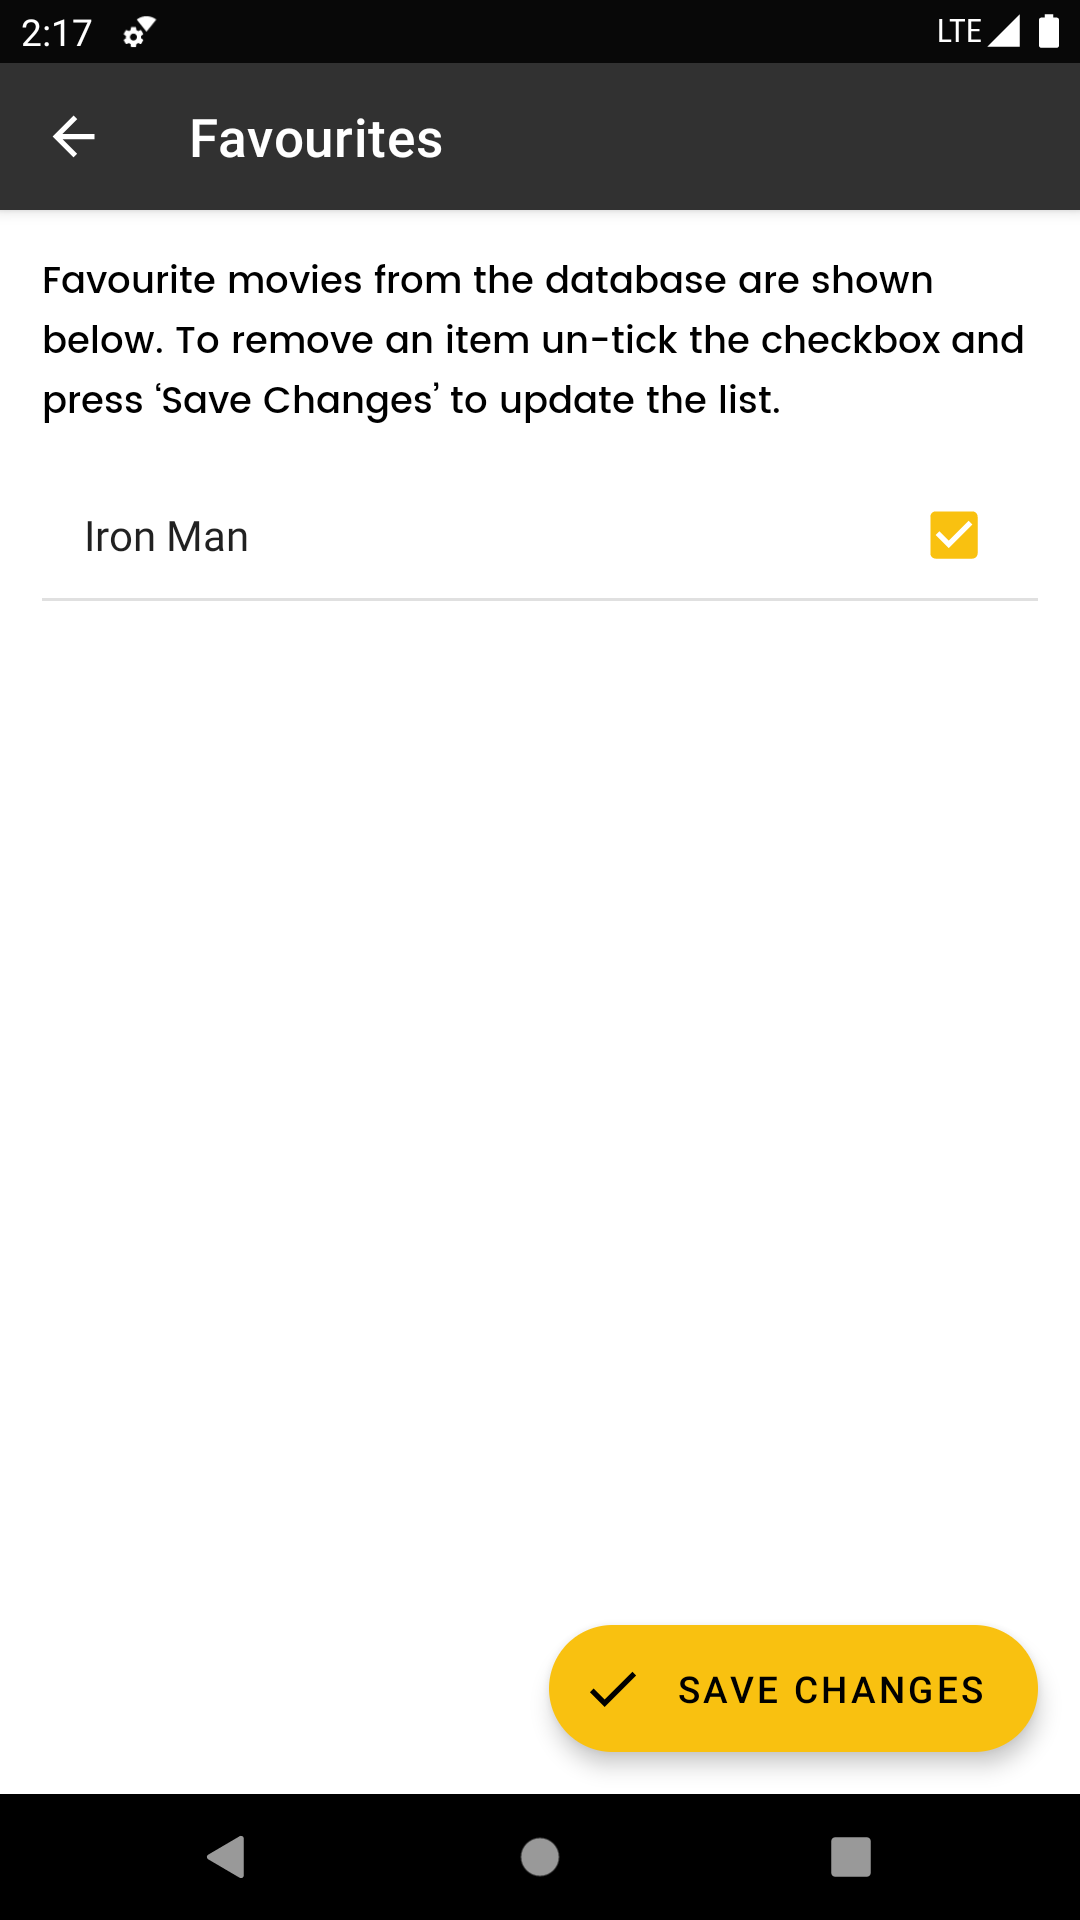 2:17
LTE
Favourites
Favourite movies from the database are shown
below. To remove an item un-tick the checkbox and
press ‘Save Changes’ to update the list.
Iron Man
SAVE CHANGES